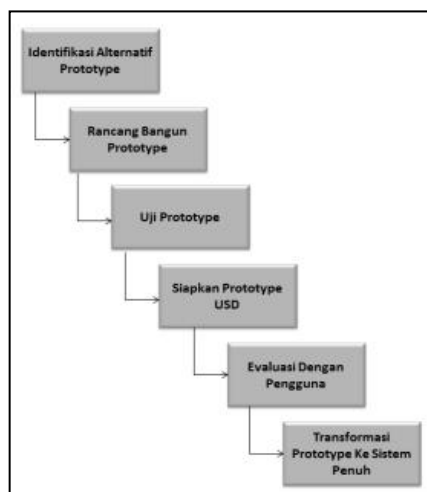 Identifikasi Alternatif
Prototype
Rancang Bangun
Prototype
Uji Prototype
Siapkan Prototype
USD
Evaluasi Dengan
Pengguna
Transformasi
Prototype Ke Sistem
Penuh